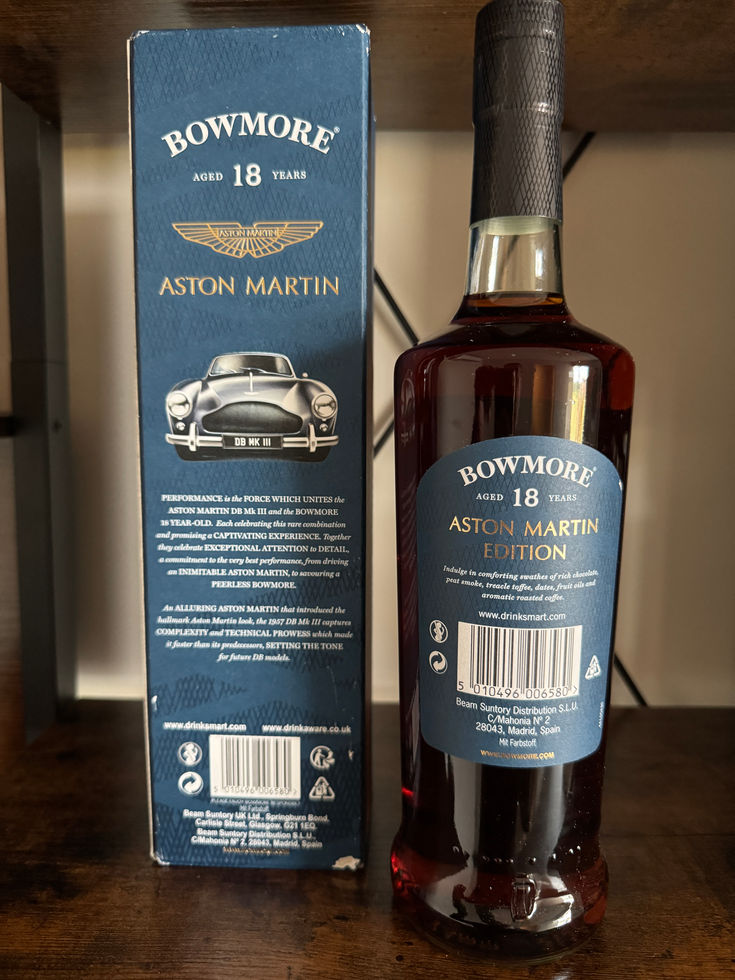 BOWMORE®
AGED 18 YEARS
ASTON MARTIN
ASTON MARTIN
DB MK III
PERFORMANCE is the FORCE WHICH UNITES the
ASTON MARTIN DB Mk III and the BOWMORE
18 YEAR-OLD. Each celebrating this rare combination
and promising a CAPTIVATING EXPERIENCE. Together
they celebrate EXCEPTIONAL ATTENTION to DETAIL,
a commitment to the very best performance, from driving
an INIMITABLE ASTON MARTIN, to savouring a
PEERLESS BOWMORE.
An ALLURING ASTON MARTIN that introduced the
hallmark Aston Martin look, the 1957 DB Mk III captures
COMPLEXITY and TECHNICAL PROWESS which made
it faster than its predecessors, SETTING THE TONE
for future DB models.
www.drinksmart.com www.drinkaware.co.uk
5 010496 006580 >
Mit Farbstoff
Beam Suntory UK Ltd., Springburn Bond,
Carlisle Street, Glasgow, G21 1EQ.
Beam Suntory Distribution S.L.U.
C/Mahonia Nº 2, 28043, Madrid, Spain
BOWMORE®
AGED 18 YEARS
ASTON MARTIN
EDITION
Indulge in comforting swathes of rich chocolate,
peat smoke, treacle toffee, dates, fruit oils and
aromatic roasted coffee.
www.drinksmart.com
5 010496 006580 >
Beam Suntory Distribution S.L.U.
C/Mahonia Nº 2
28043, Madrid, Spain
Mit Farbstoff
WWW.BOWMORE.COM